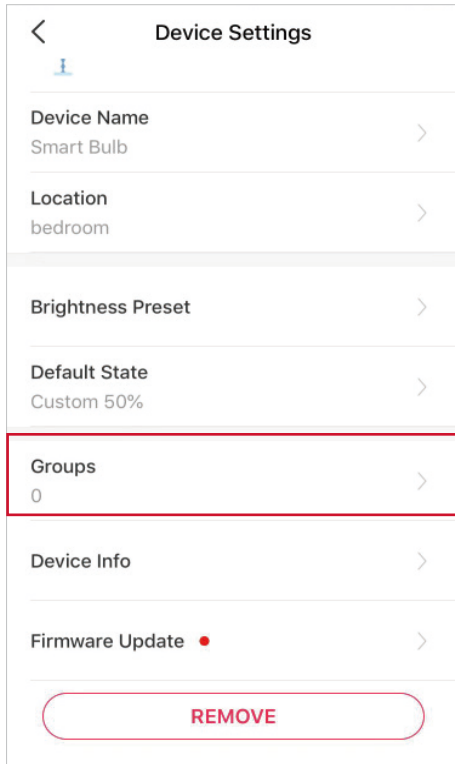 Device Settings
Device Name
Smart Bulb
Location
bedroom
Brightness Preset
Default State
Custom 50%
Groups
0
Device Info
Firmware Update
REMOVE